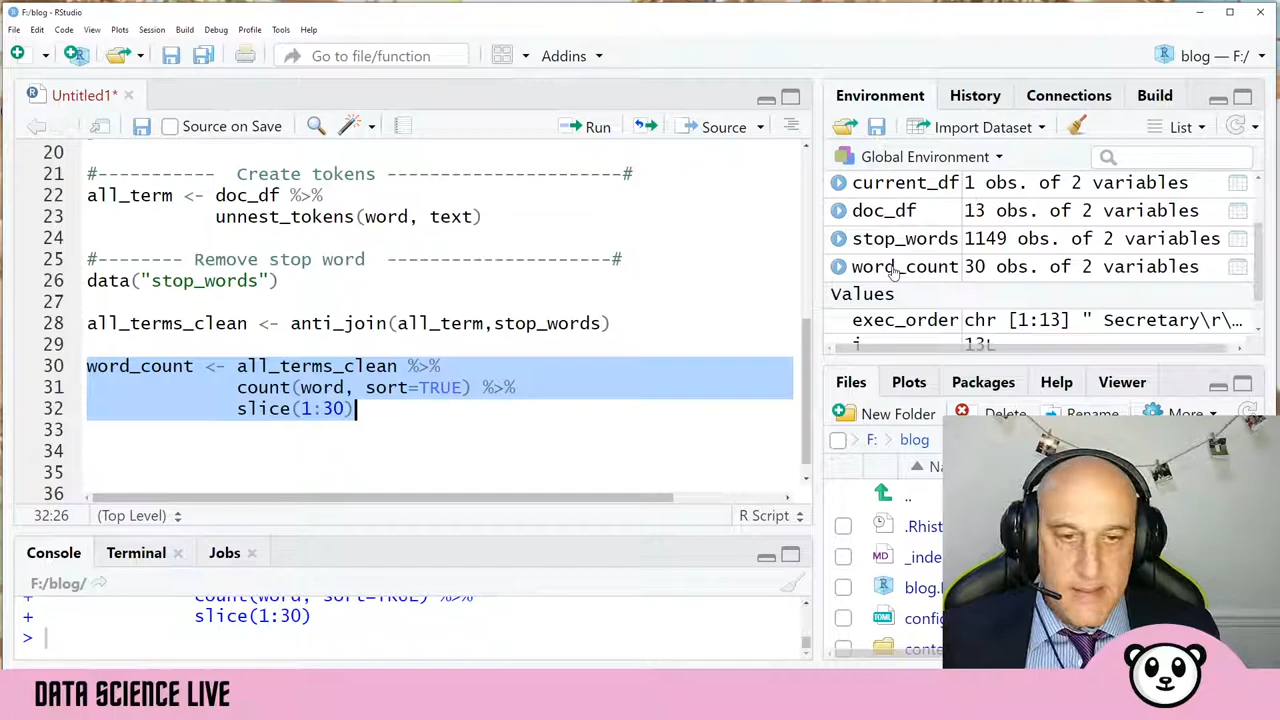 F:/blog - RStudio
File Edit Code View Plots Session Build Debug Profile Tools Help
Go to file/function Addins blog — F:/
Untitled1*
Source on Save Run Source
20
21 #---------- Create tokens ----------------------#
22 all_term <- doc_df %>%
23 unnest_tokens(word, text)
24
25 #-------- Remove stop word ---------------------#
26 data("stop_words")
27
28 all_terms_clean <- anti_join(all_term,stop_words)
29
30 word_count <- all_terms_clean %>%
31 count(word, sort=TRUE) %>%
32 slice(1:30)
33
34
35
36
32:26 (Top Level) R Script
Console Terminal Jobs
F:/blog/
+ count(word, sort=TRUE) %>%
+ slice(1:30)
>
Environment History Connections Build
Import Dataset List
Global Environment
current_df 1 obs. of 2 variables
doc_df 13 obs. of 2 variables
stop_words 1149 obs. of 2 variables
word_count 30 obs. of 2 variables
Values
exec_order chr [1:13] " Secretary\r\…
i 13L
Files Plots Packages Help Viewer
New Folder Delete Rename More
F: blog
..
DATA SCIENCE LIVE